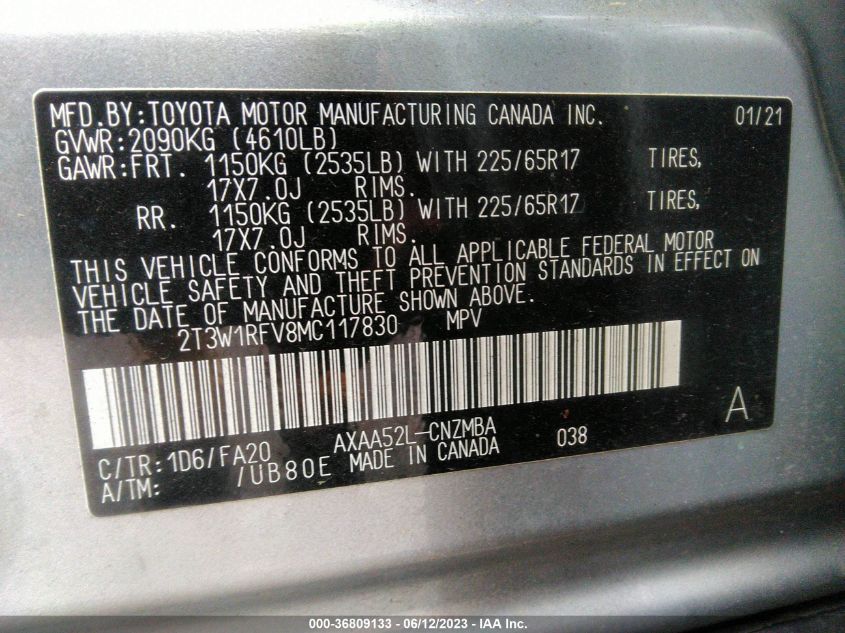 MFD.BY:TOYOTA MOTOR MANUFACTURING CANADA INC. 01/21
GVWR:2090KG (4610LB)
GAWR:FRT. 1150KG (2535LB) WITH 225/65R17 TIRES,
17X7.0J RIMS.
RR. 1150KG (2535LB) WITH 225/65R17 TIRES,
17X7.0J RIMS.
THIS VEHICLE CONFORMS TO ALL APPLICABLE FEDERAL MOTOR
VEHICLE SAFETY AND THEFT PREVENTION STANDARDS IN EFFECT ON
THE DATE OF MANUFACTURE SHOWN ABOVE.
2T3W1RFV8MC117830 MPV
A
C/TR:1D6/FA20 AXAA52L-CNZMBA 038
A/TM: /UB80E MADE IN CANADA
000-36809133 - 06/12/2023 - IAA Inc.